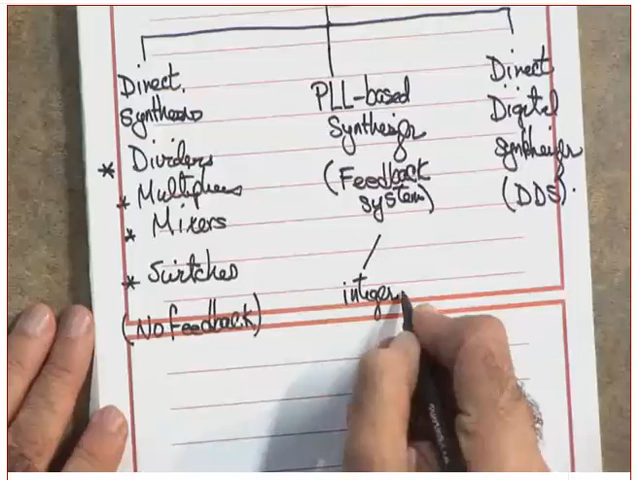 Direct
Synthesis
* Dividers
* Multipliers
* Mixers
* Switches
(No feedback)
PLL-based
Synthesizer
(Feedback
system)
integer
Direct
Digital
Synthesizer
(DDS).